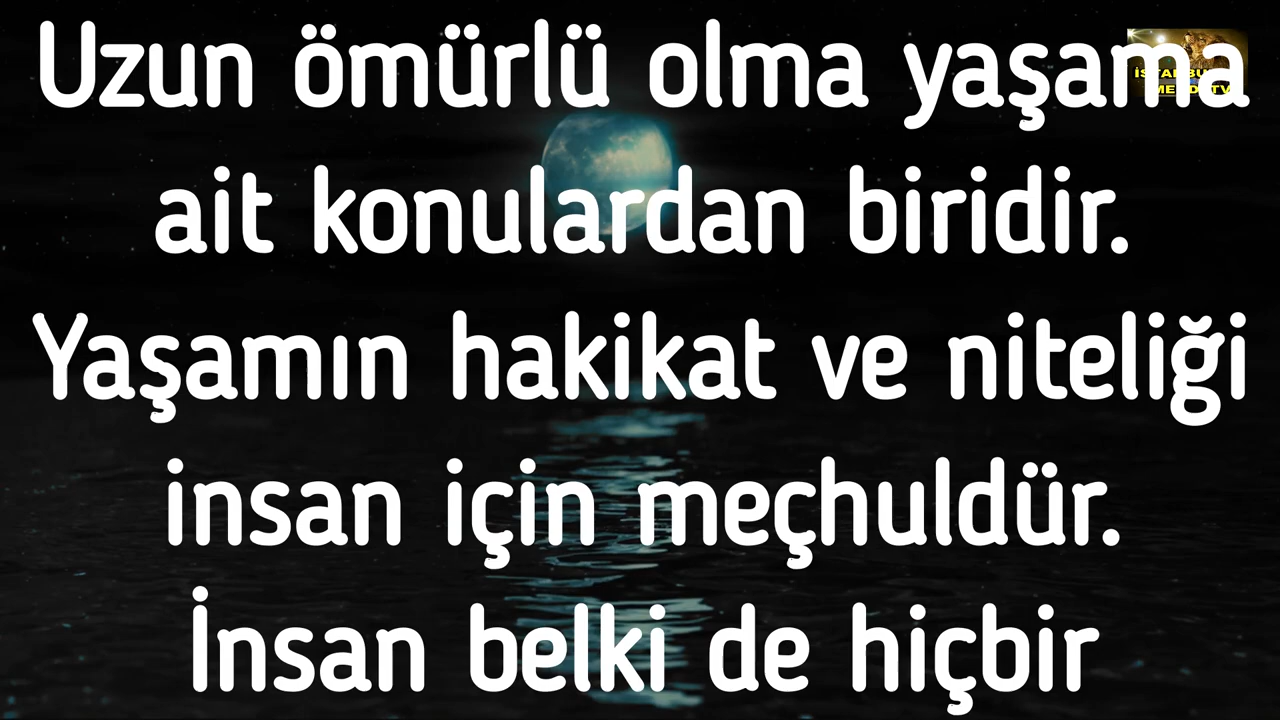 Uzun ömürlü olma yaşama
ait konulardan biridir.
Yaşamın hakikat ve niteliği
insan için meçhuldür.
İnsan belki de hiçbir